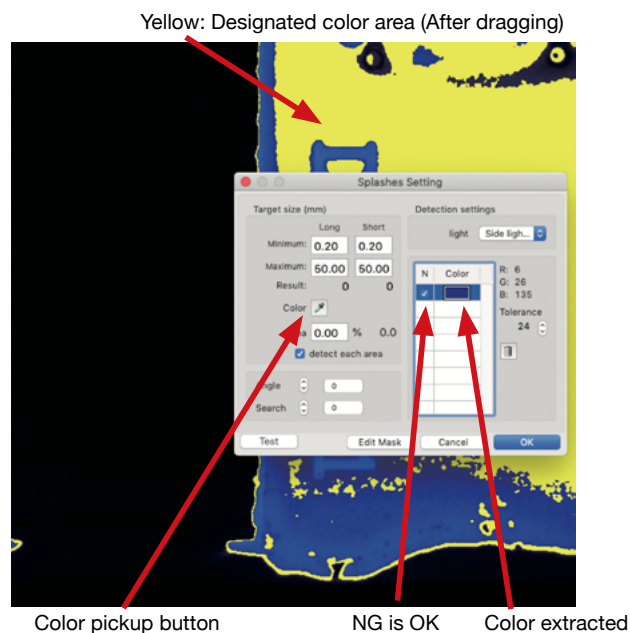 Yellow: Designated color area (After dragging)
Splashes Setting
Target size (mm)
Long Short
Minimum: 0.20 0.20
Maximum: 50.00 50.00
Result: 0 0
Color
0.00 % 0.0
detect each area
Angle 0
Search 0
Detection settings
light Side ligh...
N Color
R: 6
G: 26
B: 135
Tolerance
24
Test Edit Mask Cancel OK
Color pickup button NG is OK Color extracted